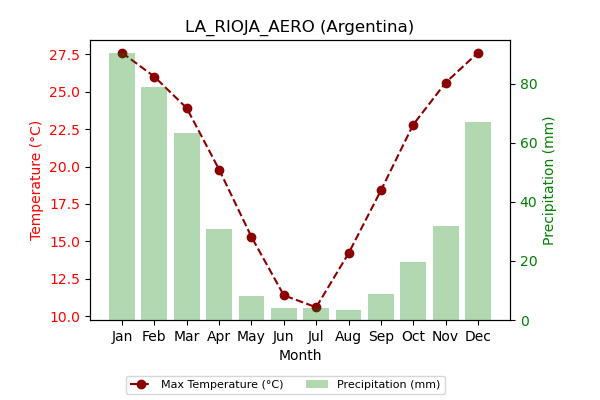 LA_RIOJA_AERO (Argentina)
27.5
25.0
22.5
20.0
17.5
15.0
12.5
10.0
Temperature (°C)
80
60
40
20
0
Precipitation (mm)
Jan Feb Mar Apr May Jun Jul Aug Sep Oct Nov Dec
Month
Max Temperature (°C) Precipitation (mm)